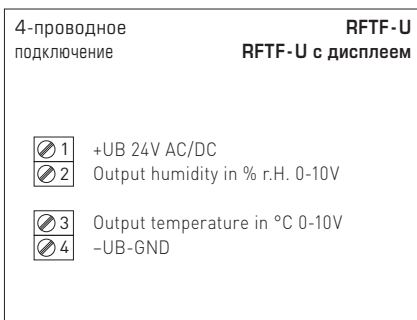 4-проводное RFTF-U
подключение RFTF-U с дисплеем
1 +UB 24V AC/DC
2 Output humidity in % r.H. 0-10V
3 Output temperature in °C 0-10V
4 –UB-GND